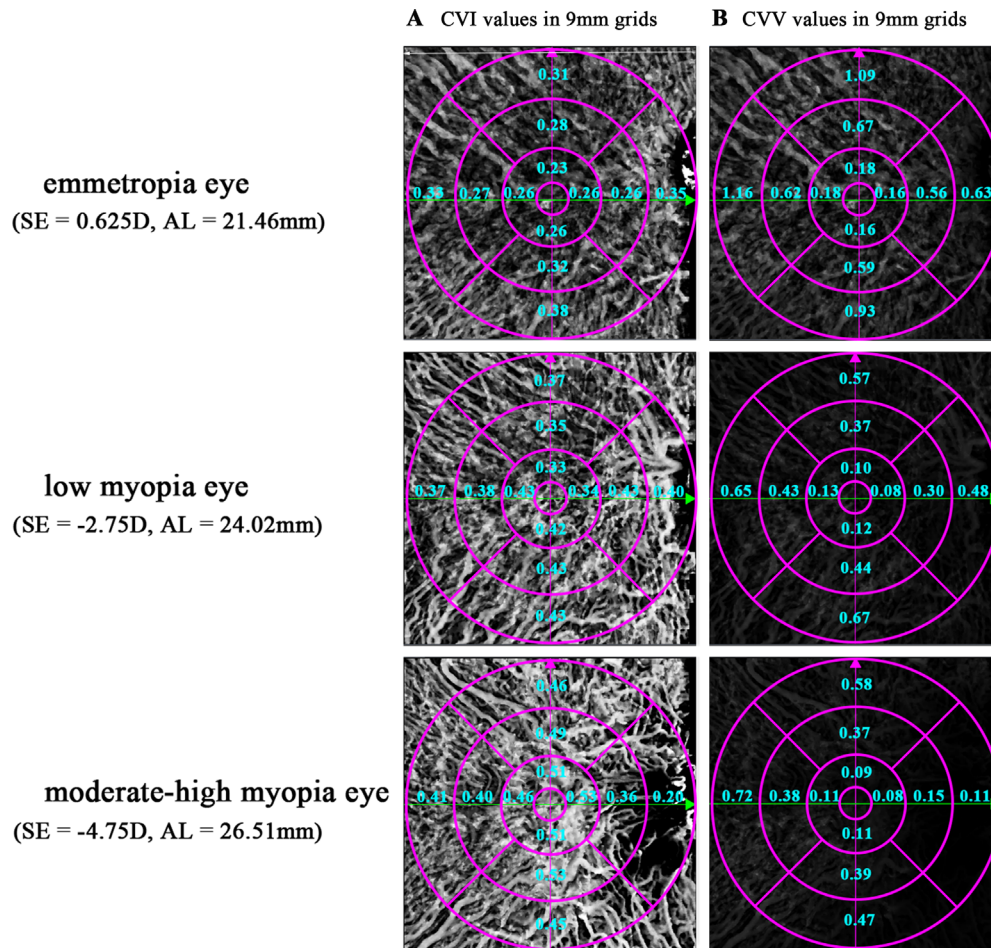 A CVI values in 9mm grids
B CVV values in 9mm grids
emmetropia eye
(SE = 0.625D, AL = 21.46mm)
0.31
0.28
0.23
0.33 0.27 0.26 0.26 0.26 0.35
0.26
0.32
0.38
1.09
0.67
0.18
1.16 0.62 0.18 0.16 0.56 0.63
0.16
0.59
0.93
low myopia eye
(SE = -2.75D, AL = 24.02mm)
0.37
0.35
0.33
0.37 0.38 0.43 0.34 0.43 0.40
0.42
0.43
0.43
0.57
0.37
0.10
0.65 0.43 0.13 0.08 0.30 0.48
0.12
0.44
0.67
moderate-high myopia eye
(SE = -4.75D, AL = 26.51mm)
0.46
0.49
0.51
0.41 0.40 0.46 0.53 0.36 0.20
0.51
0.53
0.45
0.58
0.37
0.09
0.72 0.38 0.11 0.08 0.15 0.11
0.11
0.39
0.47